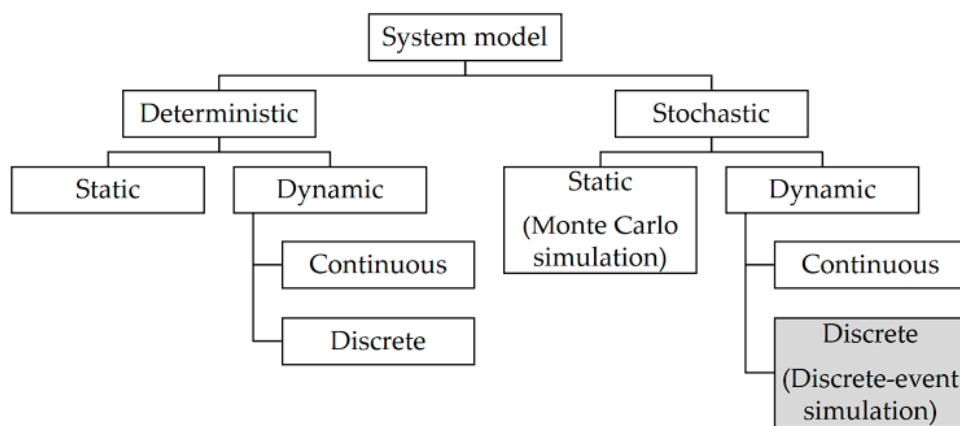 System model
Deterministic
Stochastic
Static
Dynamic
Static
(Monte Carlo
simulation)
Dynamic
Continuous
Discrete
Continuous
Discrete
(Discrete-event
simulation)